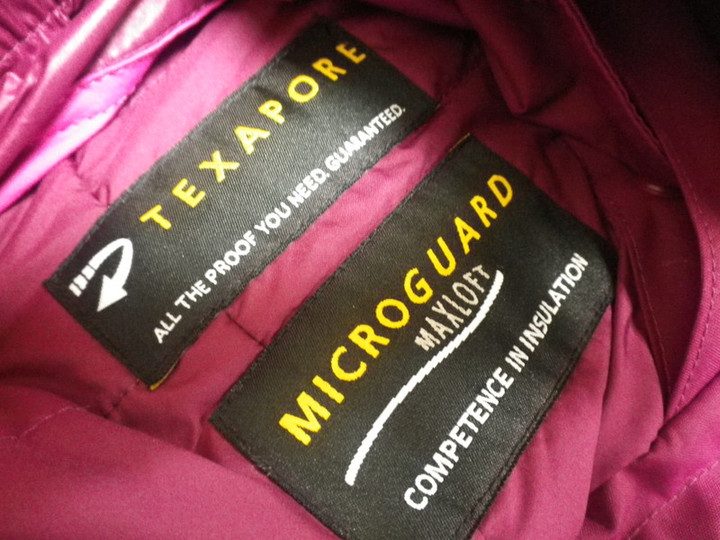 TEXAPORE
ALL THE PROOF YOU NEED. GUARANTEED.
MICROGUARD
MAXLOFT
COMPETENCE IN INSULATION